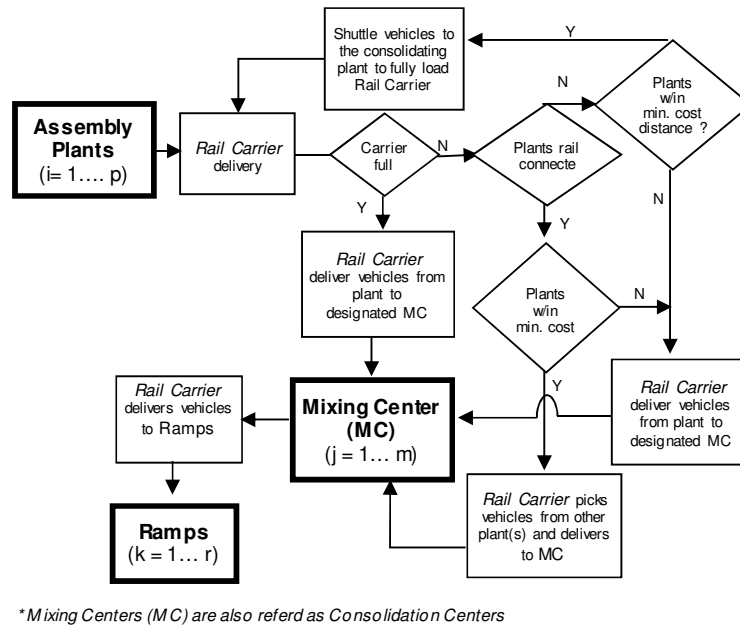 Shuttle vehicles to
the consolidating
plant to fully load
Rail Carrier
Y
Plants
w/in
min. cost
distance ?
N
Assembly
Plants
(i= 1.... p)
Rail Carrier
delivery
Carrier
full
N
Plants rail
connecte
Y
Y
N
Rail Carrier
deliver vehicles from
plant to
designated MC
Plants
w/in
min. cost
N
Rail Carrier
delivers vehicles
to Ramps
Mixing Center
(MC)
(j = 1... m)
Y
Rail Carrier
deliver vehicles
from plant to
designated MC
Rail Carrier picks
vehicles from other
plant(s) and delivers
to MC
Ramps
(k = 1... r)
*Mixing Centers (MC) are also referd as Consolidation Centers